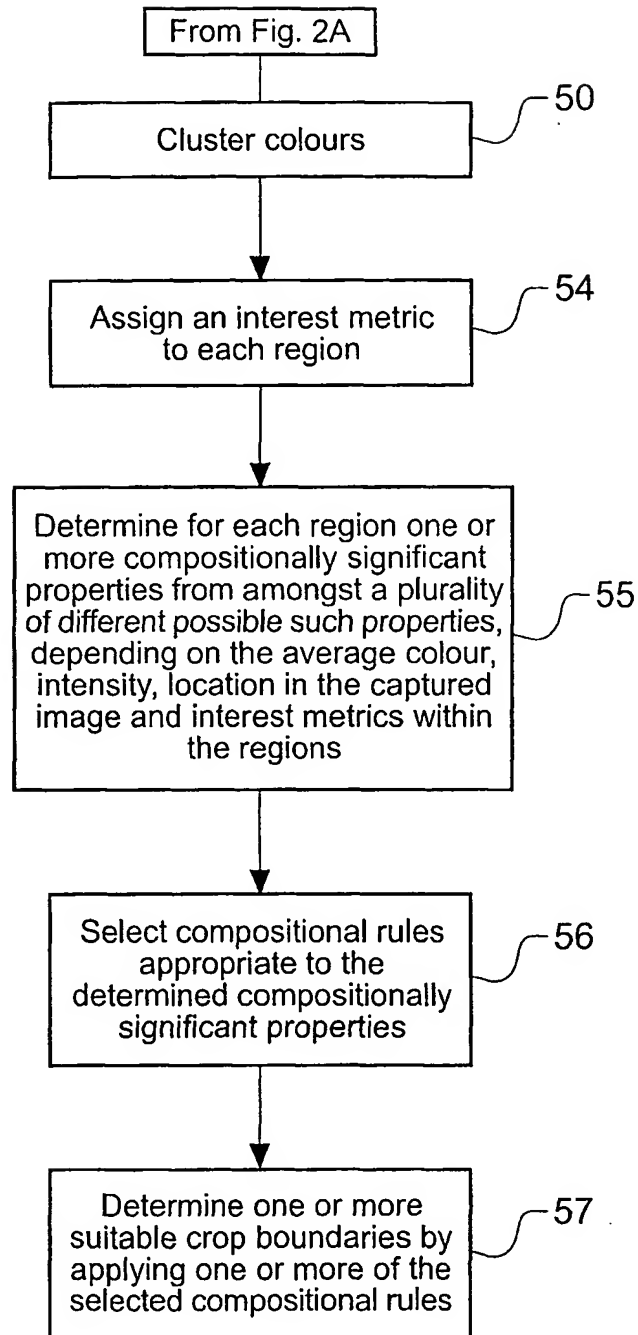 From Fig. 2A
50
Cluster colours
54
Assign an interest metric
to each region
Determine for each region one or
more compositionally significant
properties from amongst a plurality
of different possible such properties,
depending on the average colour,
intensity, location in the captured
image and interest metrics within
the regions
55
Select compositional rules
appropriate to the
determined compositionally
significant properties
56
Determine one or more
suitable crop boundaries by
applying one or more of the
selected compositional rules
57